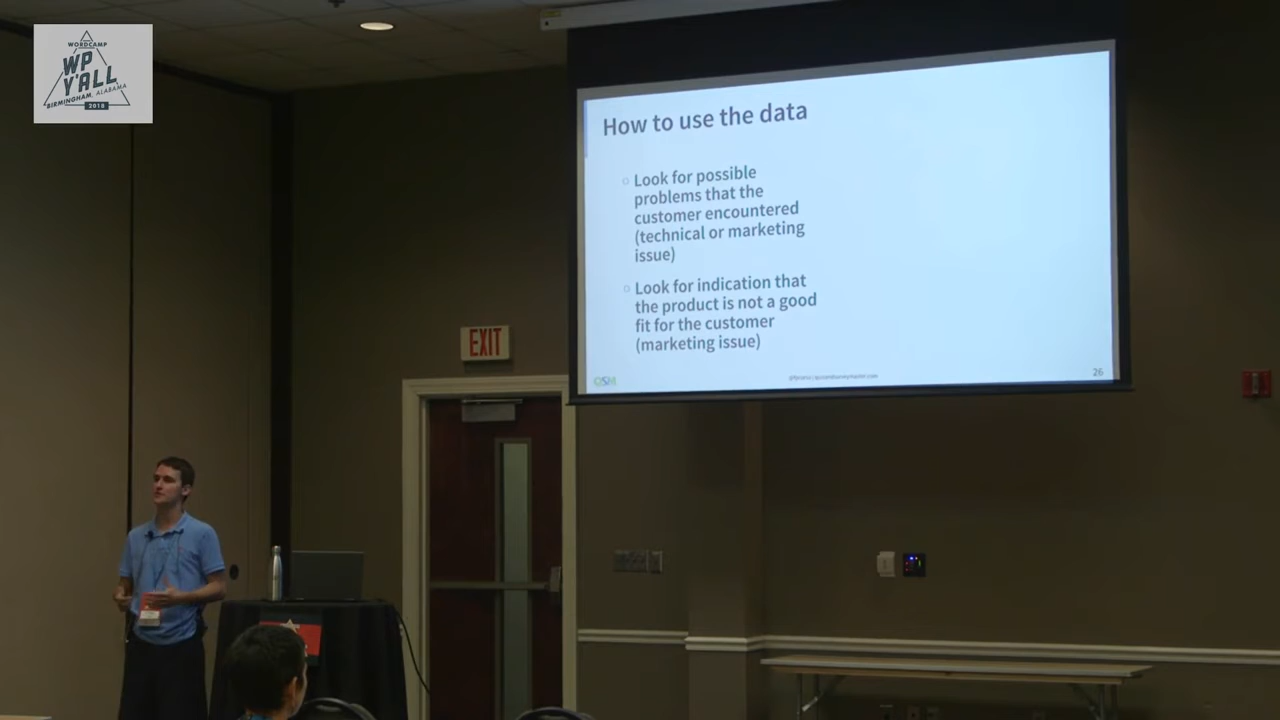 WORDCAMP
WP
Y'ALL
BIRMINGHAM, ALABAMA
2018
How to use the data
Look for possible
problems that the
customer encountered
(technical or marketing
issue)
Look for indication that
the product is not a good
fit for the customer
(marketing issue)
QSM
26
EXIT